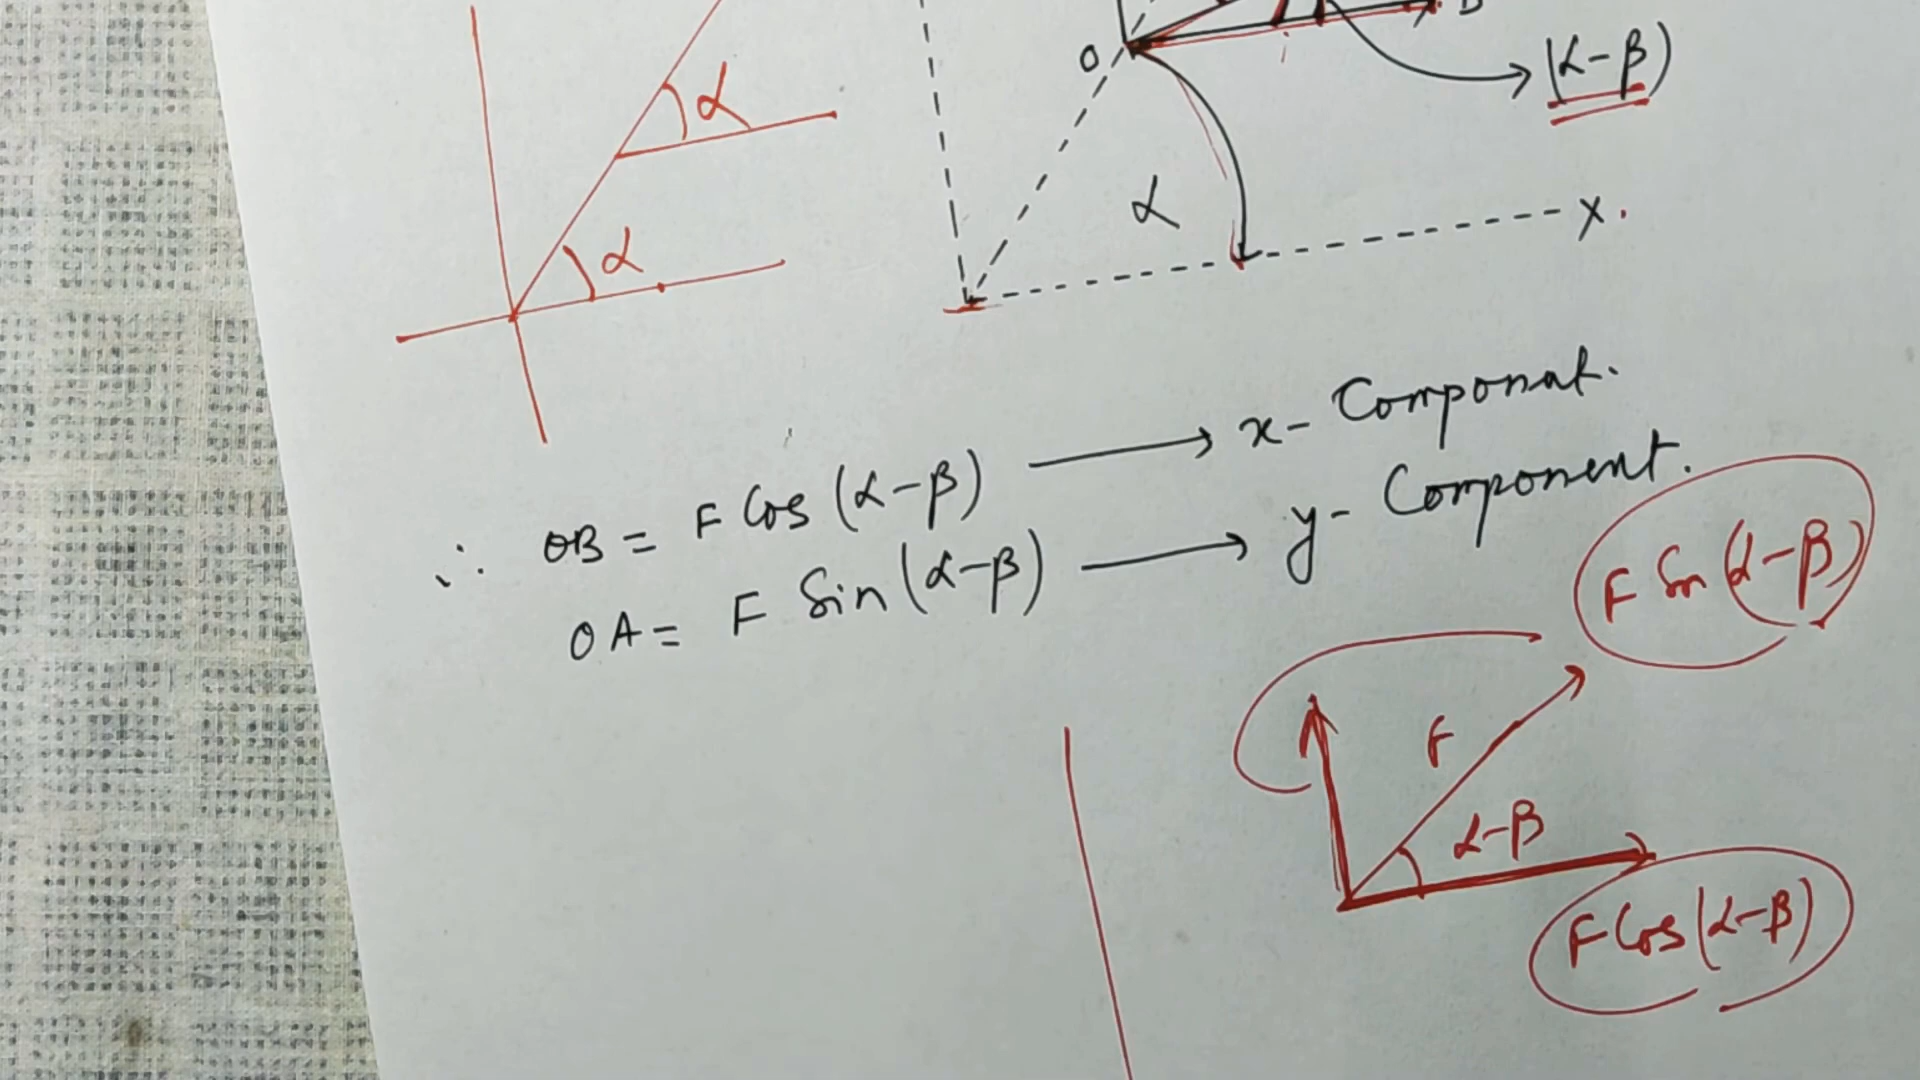 B
O
(α-β)
α
α
α
X.
∴ OB = F Cos (α-β) → x- Componat.
OA = F Sin (α-β) → y- Component.
F Sin (α-β)
F
α-β
F Cos (α-β)